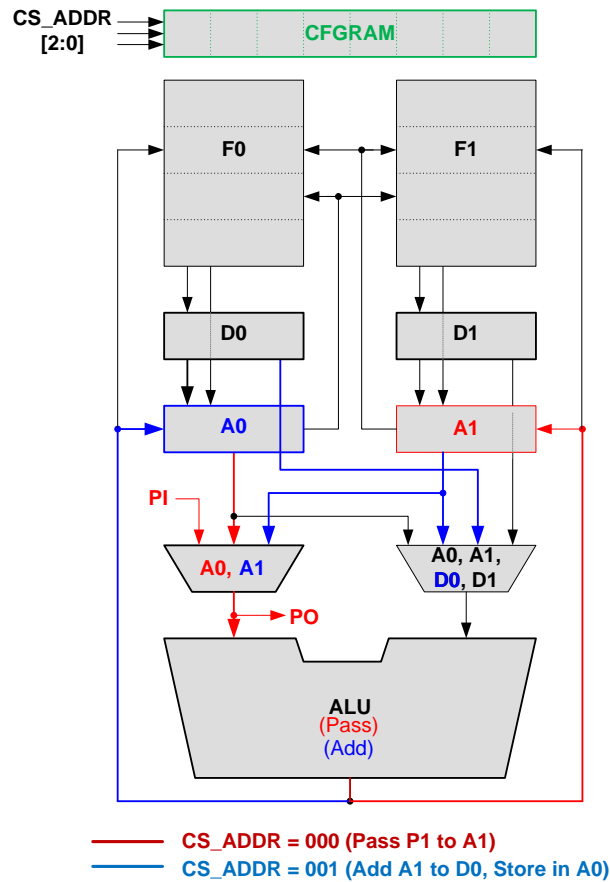 CS_ADDR
[2:0]
CFGRAM
F0
F1
D0
D1
A0
A1
PI
A0, A1
A0, A1,
D0, D1
PO
ALU
(Pass)
(Add)
CS_ADDR = 000 (Pass P1 to A1)
CS_ADDR = 001 (Add A1 to D0, Store in A0)